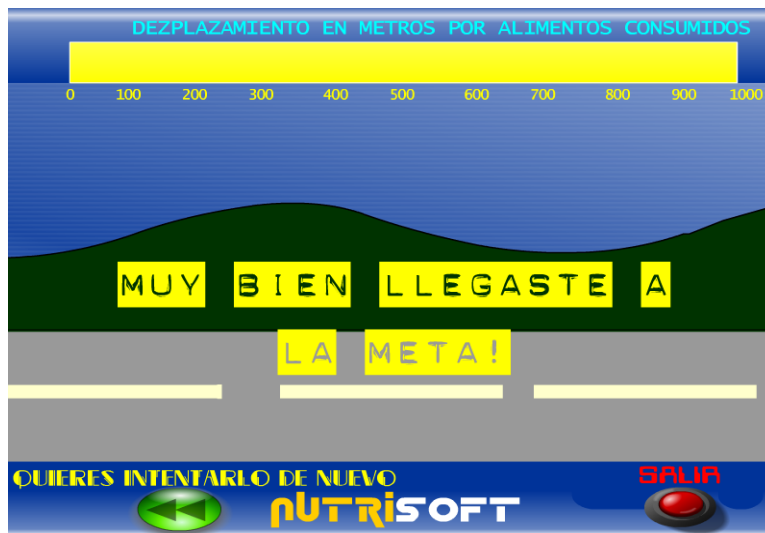 DEZPLAZAMIENTO EN METROS POR ALIMENTOS CONSUMIDOS
0 100 200 300 400 500 600 700 800 900 1000
MUY BIEN LLEGASTE A
LA META!
QUIERES INTENTARLO DE NUEVO
SALIR
nUTRiSOFT